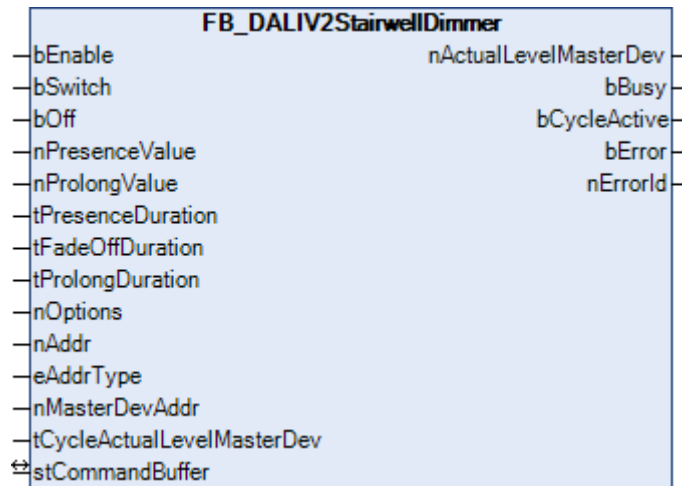 FB_DALIV2StairwellDimmer
bEnable nActualLevelMasterDev
bSwitch bBusy
bOff bCycleActive
nPresenceValue bError
nProlongValue nErrorId
tPresenceDuration
tFadeOffDuration
tProlongDuration
nOptions
nAddr
eAddrType
nMasterDevAddr
tCycleActualLevelMasterDev
stCommandBuffer